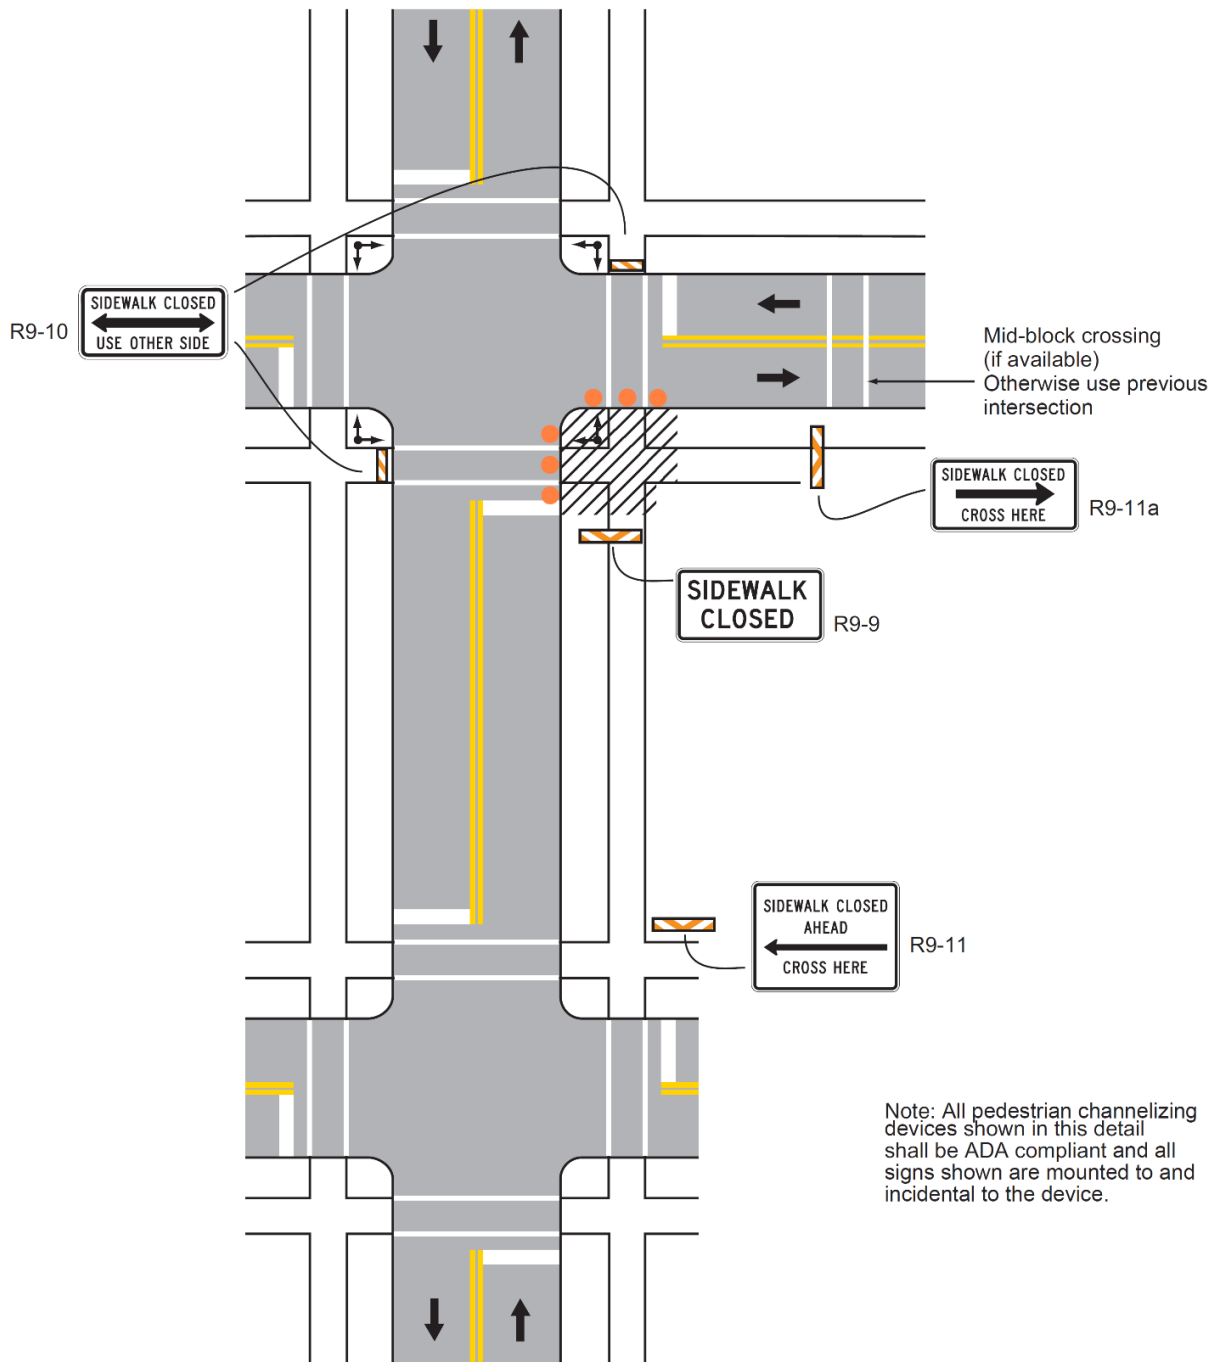 SIDEWALK CLOSED
USE OTHER SIDE
R9-10
Mid-block crossing
(if available)
Otherwise use previous
intersection
SIDEWALK CLOSED
CROSS HERE
R9-11a
SIDEWALK
CLOSED
R9-9
SIDEWALK CLOSED
AHEAD
CROSS HERE
R9-11
Note: All pedestrian channelizing
devices shown in this detail
shall be ADA compliant and all
signs shown are mounted to and
incidental to the device.